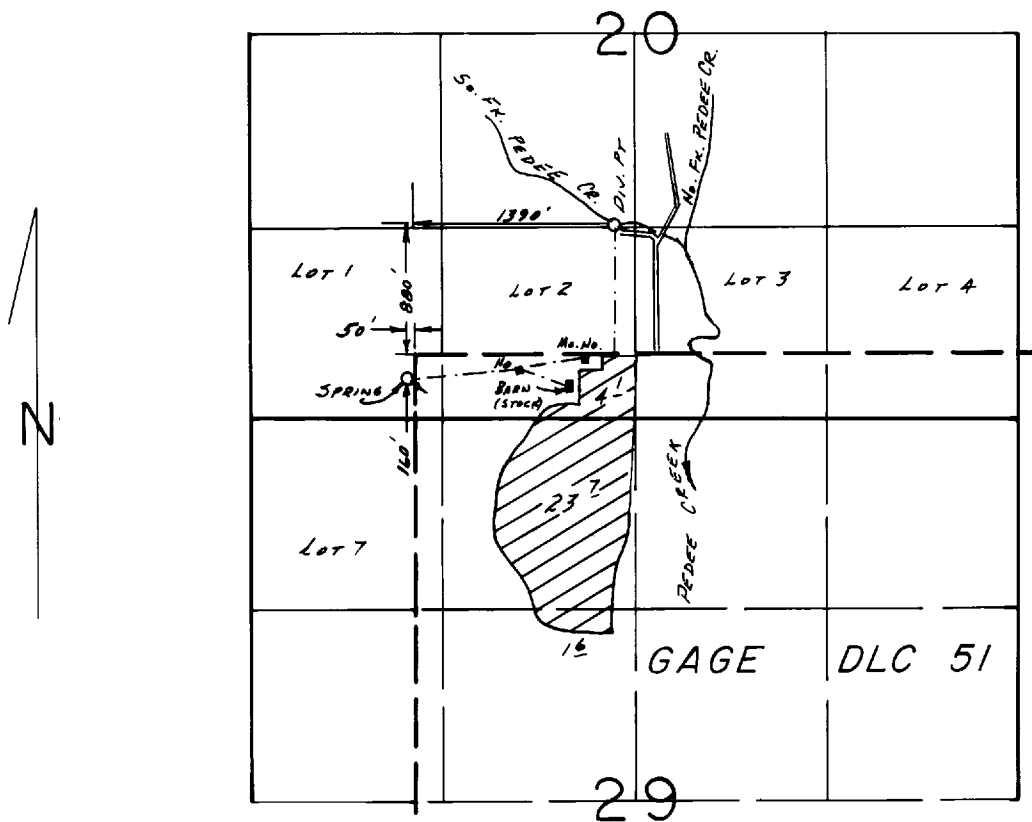 20
So. Fk. PEDEE CR.
DIV. PT
No. Fk. PEDEE CR.
1390'
LOT 1
880'
LOT 2
LOT 3
LOT 4
50'
Mo. Ho.
Ho
SPRING
BARN
(STOCK)
4 1
160'
N
23 7
LOT 7
PEDEE CREEK
1 6
GAGE DLC 51
29